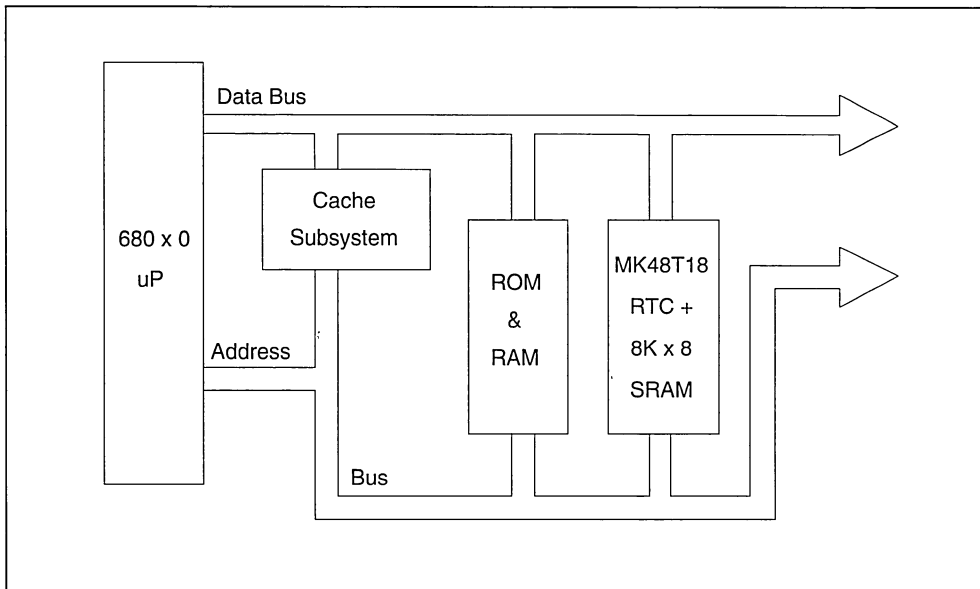 Data Bus
680 x 0
uP
Cache
Subsystem
ROM
&
RAM
MK48T18
RTC +
8K x 8
SRAM
Address
Bus